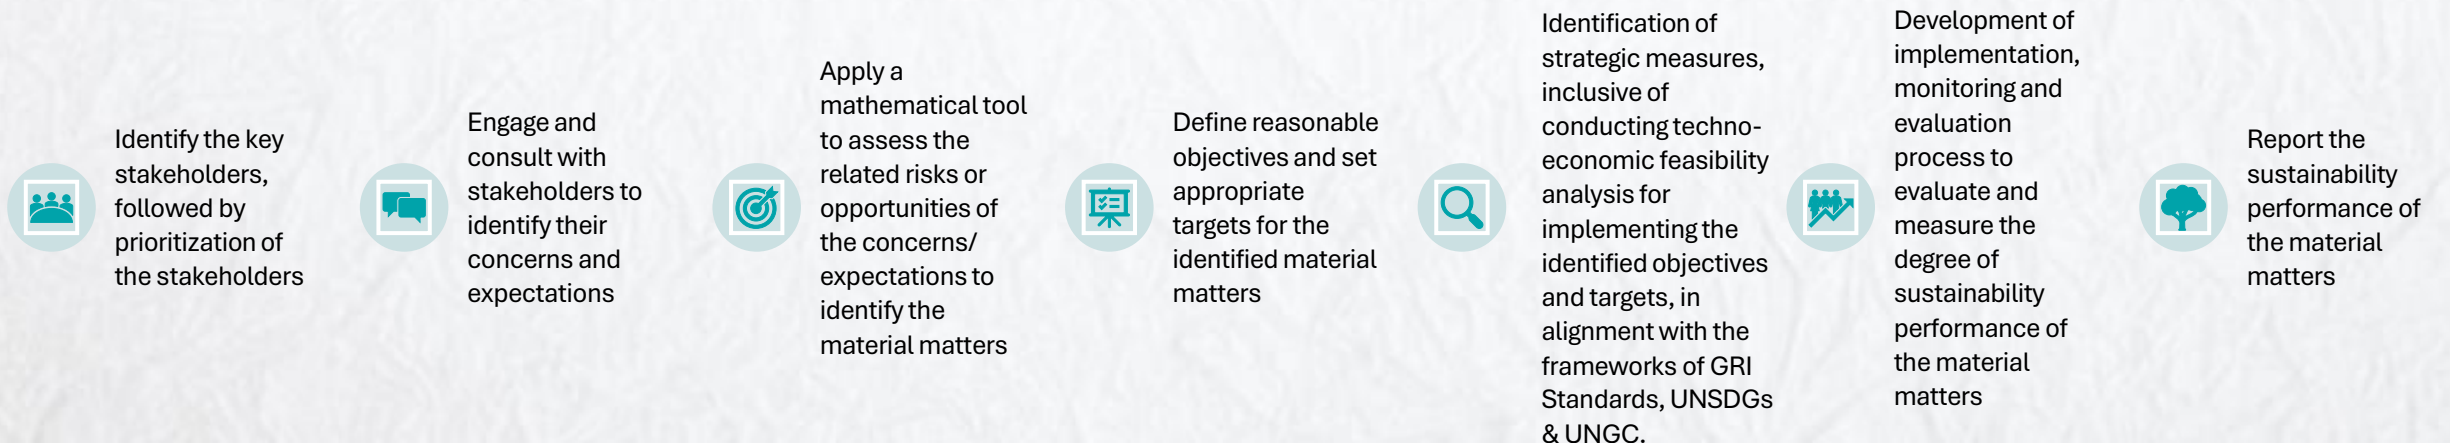 Identify the key
stakeholders,
followed by
prioritization of
the stakeholders
Engage and
consult with
stakeholders to
identify their
concerns and
expectations
Apply a
mathematical tool
to assess the
related risks or
opportunities of
the concerns/
expectations to
identify the
material matters
Define reasonable
objectives and set
appropriate
targets for the
identified material
matters
Identification of
strategic measures,
inclusive of
conducting techno-
economic feasibility
analysis for
implementing the
identified objectives
and targets, in
alignment with the
frameworks of GRI
Standards, UNSDGs
& UNGC.
Development of
implementation,
monitoring and
evaluation
process to
evaluate and
measure the
degree of
sustainability
performance of
the material
matters
Report the
sustainability
performance of
the material
matters